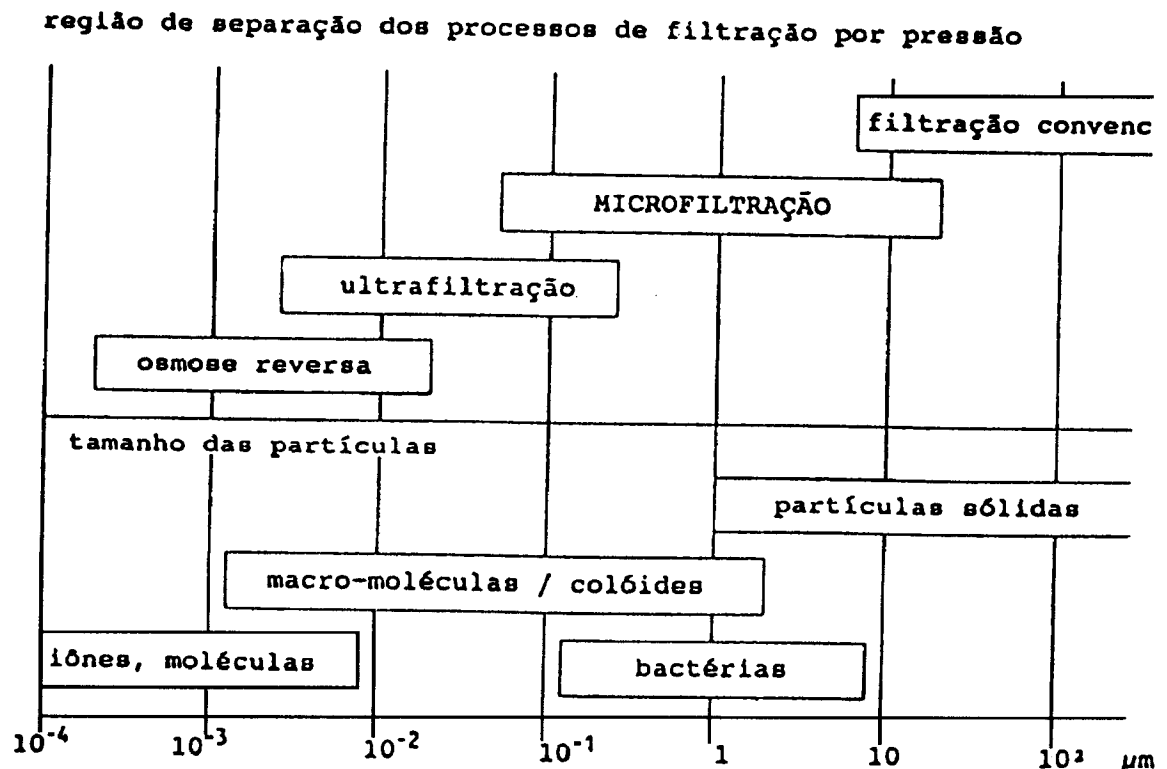 região de separação dos processos de filtração por pressão
filtração convenc
MICROFILTRAÇÃO
ultrafiltração
osmose reversa
tamanho das partículas
partículas sólidas
macro-moléculas / colóides
iônes, moléculas
bactérias
10⁻⁴ 10⁻³ 10⁻² 10⁻¹ 1 10 10² µm